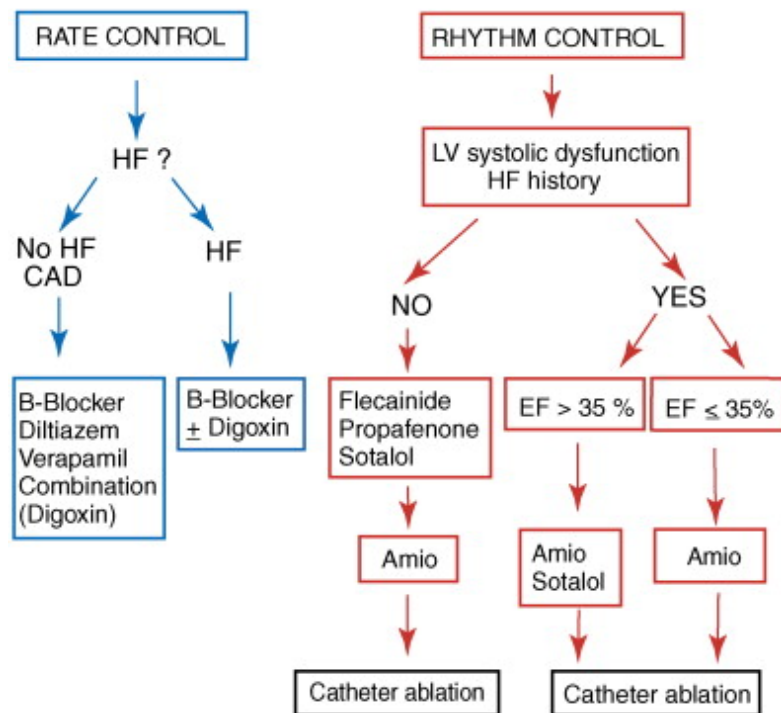 RATE CONTROL
HF ?
No HF
CAD
HF
B-Blocker
Diltiazem
Verapamil
Combination
(Digoxin)
B-Blocker
± Digoxin
RHYTHM CONTROL
LV systolic dysfunction
HF history
NO
YES
Flecainide
Propafenone
Sotalol
EF > 35 %
EF ≤ 35%
Amio
Amio
Sotalol
Amio
Catheter ablation
Catheter ablation